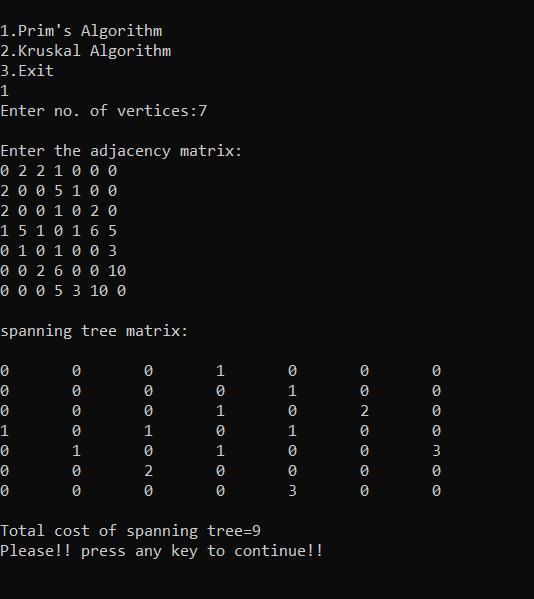 1.Prim's Algorithm
2.Kruskal Algorithm
3.Exit
1
Enter no. of vertices:7
Enter the adjacency matrix:
0 2 2 1 0 0 0
2 0 0 5 1 0 0
2 0 0 1 0 2 0
1 5 1 0 1 6 5
0 1 0 1 0 0 3
0 0 2 6 0 0 10
0 0 0 5 3 10 0
spanning tree matrix:
0 0 0 1 0 0 0
0 0 0 0 1 0 0
0 0 0 1 0 2 0
1 0 1 0 1 0 0
0 1 0 1 0 0 3
0 0 2 0 0 0 0
0 0 0 0 3 0 0
Total cost of spanning tree=9
Please!! press any key to continue!!